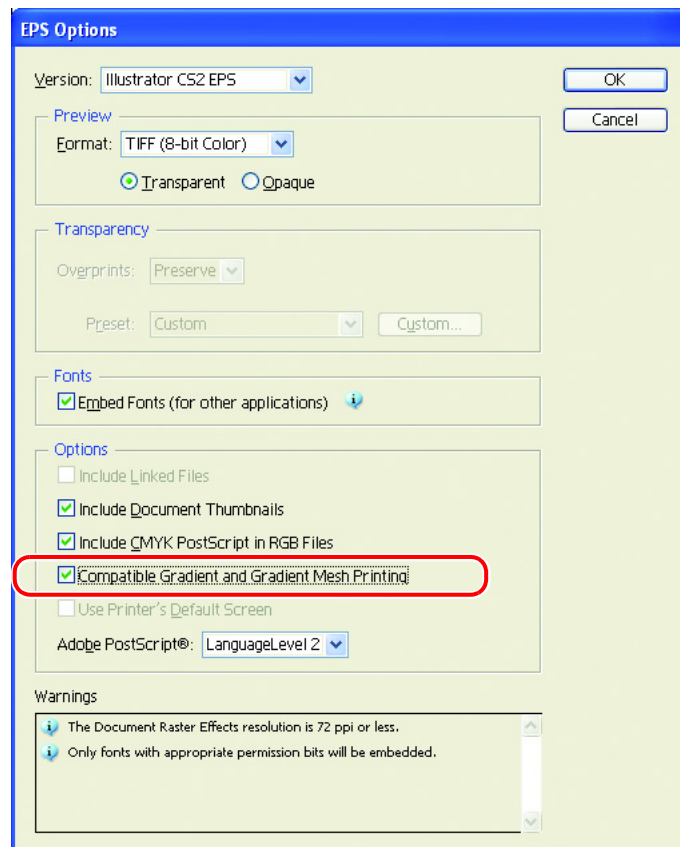 EPS Options
Version: Illustrator CS2 EPS
OK
Preview
Cancel
Format: TIFF (8-bit Color)
Transparent Opaque
Transparency
Overprints: Preserve
Preset: Custom Custom...
Fonts
Embed Fonts (for other applications)
Options
Include Linked Files
Include Document Thumbnails
Include CMYK PostScript in RGB Files
Compatible Gradient and Gradient Mesh Printing
Use Printer's Default Screen
Adobe PostScript®: LanguageLevel 2
Warnings
The Document Raster Effects resolution is 72 ppi or less.
Only fonts with appropriate permission bits will be embedded.